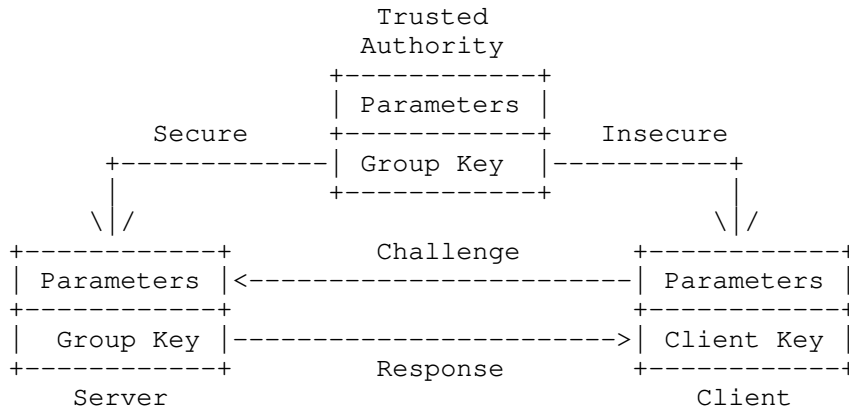 Trusted
Authority
Parameters
Secure Insecure
Group Key
Challenge
Parameters Parameters
Group Key Client Key
Response
Server Client